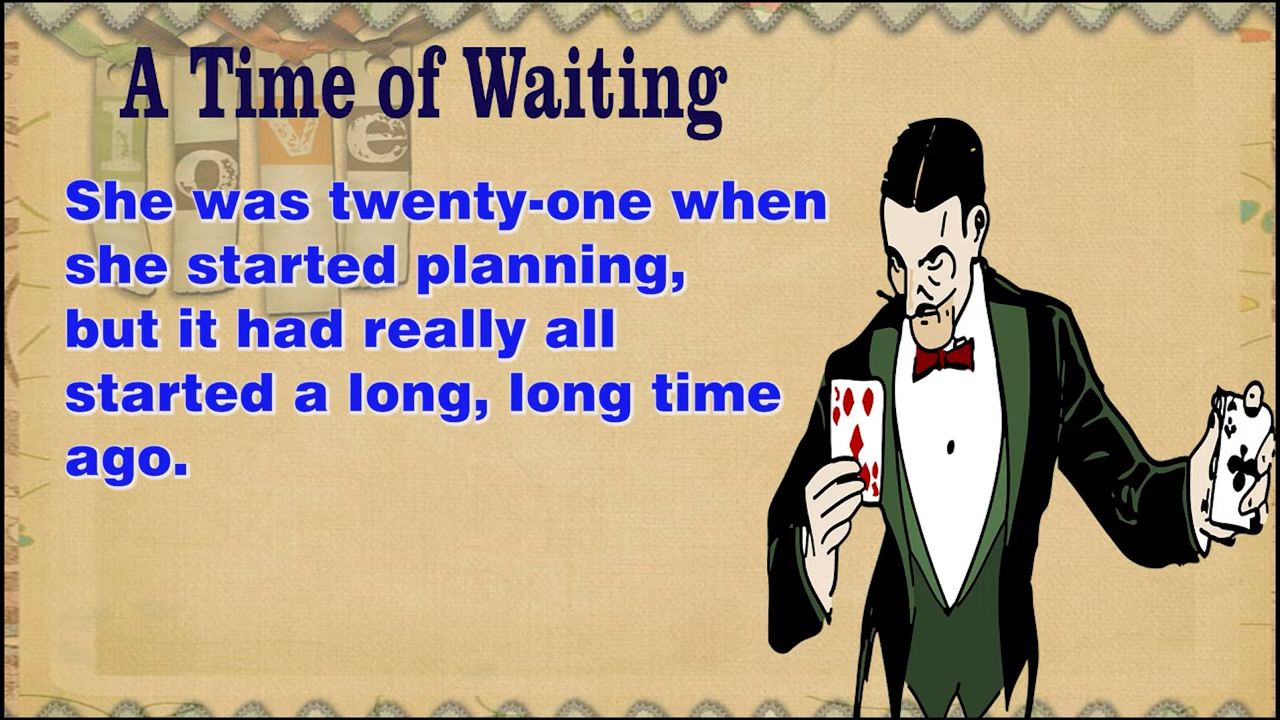 A Time of Waiting
Love
She was twenty-one when
she started planning,
but it had really all
started a long, long time
ago.